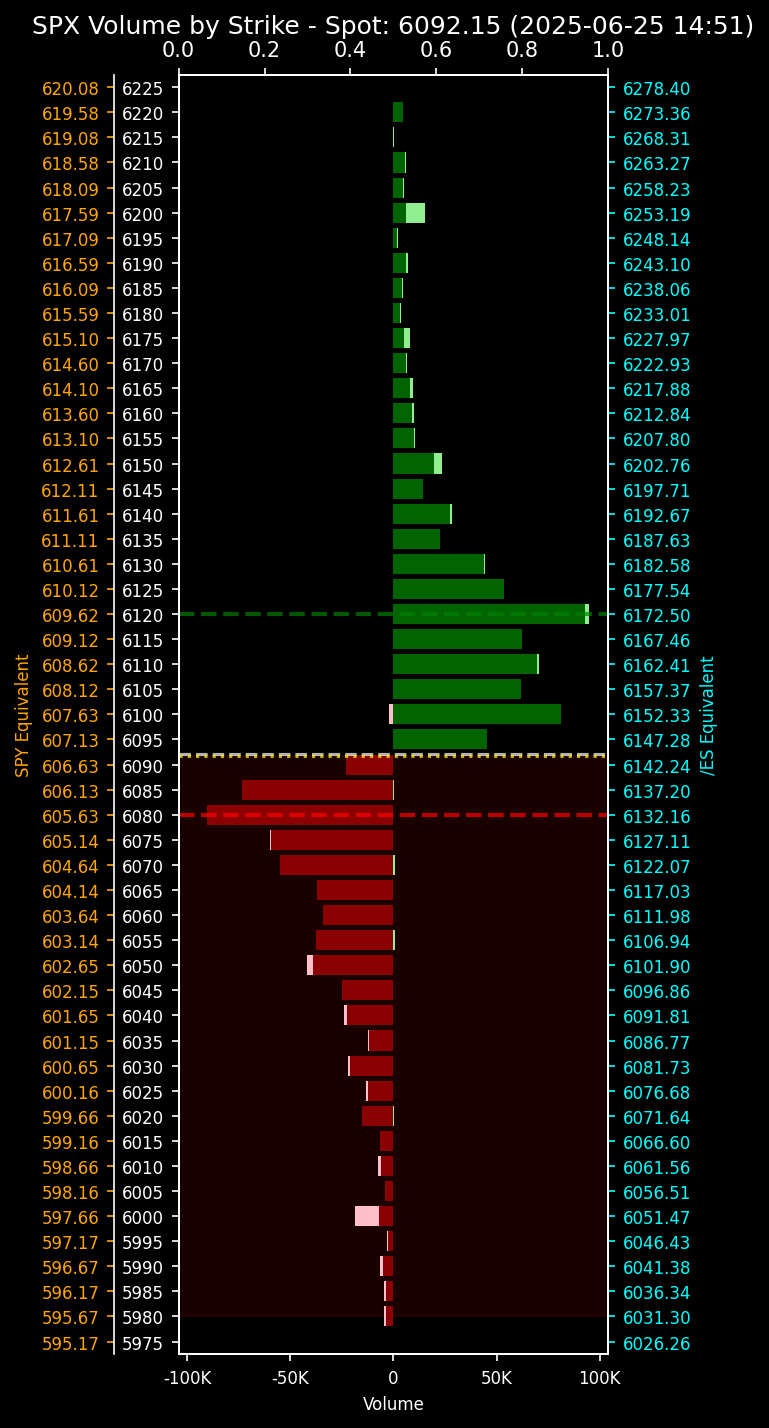 SPX Volume by Strike - Spot: 6092.15 (2025-06-25 14:51)
0.0 0.2 0.4 0.6 0.8 1.0
620.08 6225 6278.40
619.58 6220 6273.36
619.08 6215 6268.31
618.58 6210 6263.27
618.09 6205 6258.23
617.59 6200 6253.19
617.09 6195 6248.14
616.59 6190 6243.10
616.09 6185 6238.06
615.59 6180 6233.01
615.10 6175 6227.97
614.60 6170 6222.93
614.10 6165 6217.88
613.60 6160 6212.84
613.10 6155 6207.80
612.61 6150 6202.76
612.11 6145 6197.71
611.61 6140 6192.67
611.11 6135 6187.63
610.61 6130 6182.58
610.12 6125 6177.54
609.62 6120 6172.50
609.12 6115 6167.46
608.62 6110 6162.41
608.12 6105 6157.37
607.63 6100 6152.33
607.13 6095 6147.28
606.63 6090 6142.24
606.13 6085 6137.20
605.63 6080 6132.16
605.14 6075 6127.11
604.64 6070 6122.07
604.14 6065 6117.03
603.64 6060 6111.98
603.14 6055 6106.94
602.65 6050 6101.90
602.15 6045 6096.86
601.65 6040 6091.81
601.15 6035 6086.77
600.65 6030 6081.73
600.16 6025 6076.68
599.66 6020 6071.64
599.16 6015 6066.60
598.66 6010 6061.56
598.16 6005 6056.51
597.66 6000 6051.47
597.17 5995 6046.43
596.67 5990 6041.38
596.17 5985 6036.34
595.67 5980 6031.30
595.17 5975 6026.26
SPY Equivalent
/ES Equivalent
-100K -50K 0 50K 100K
Volume